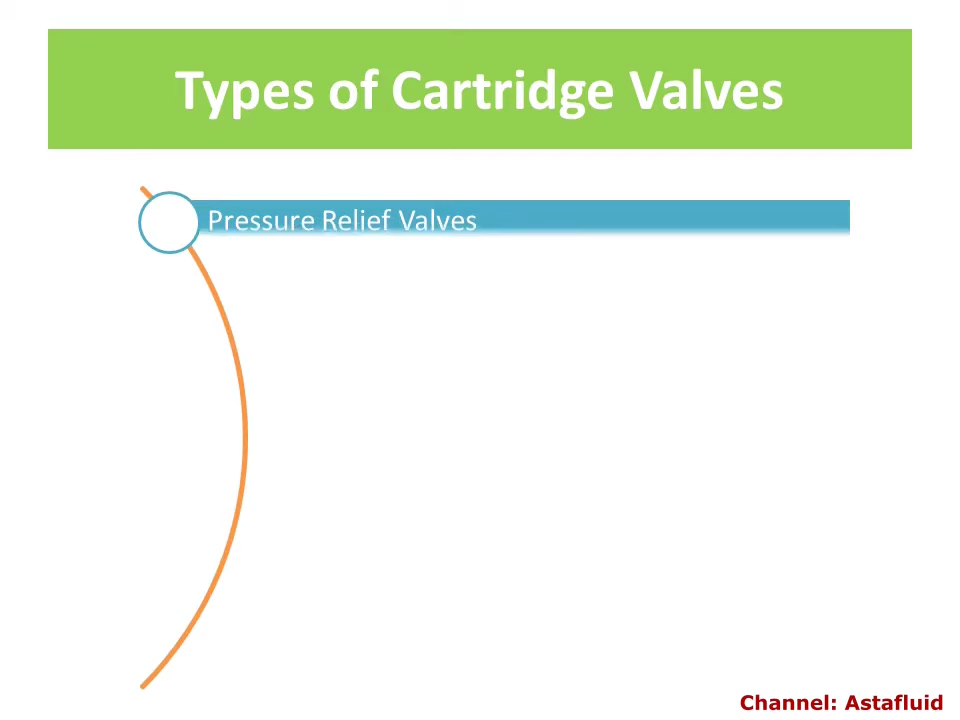 Types of Cartridge Valves
Pressure Relief Valves
Channel: Astafluid